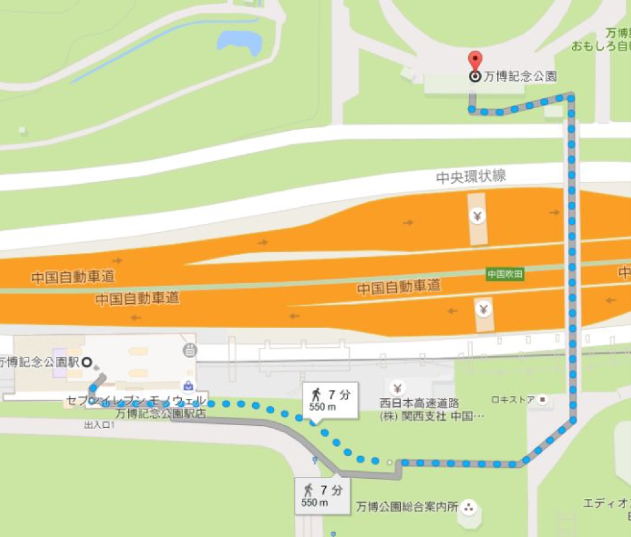 万博
おもしろ自
万博記念公園
中央環状線
¥
中国自動車道
中国自動車道
中国自動車道
中国吹田
中
¥
万博記念公園駅
セブン-イレブン モノウェル
万博記念公園駅店
出入口1
7 分
550 m
¥
西日本高速道路
(株) 関西支社 中国…
ロキストア
7 分
550 m
万博公園総合案内所
エディオ